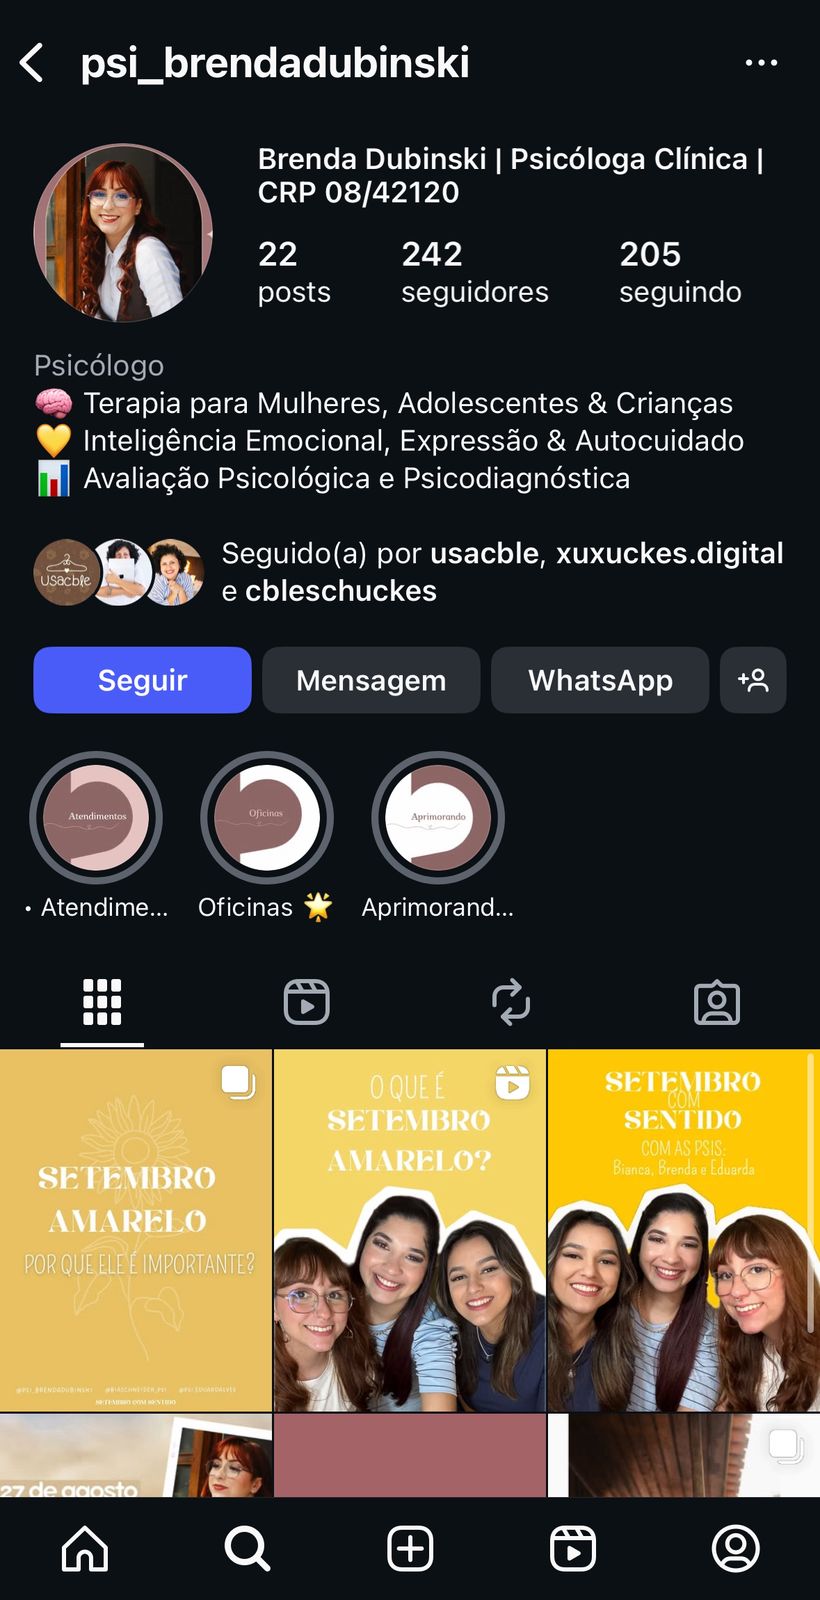 psi_brendadubinski
Brenda Dubinski | Psicóloga Clínica |
CRP 08/42120
22
242
205
posts
seguidores
seguindo
Psicólogo
🧠 Terapia para Mulheres, Adolescentes & Crianças
💛 Inteligência Emocional, Expressão & Autocuidado
📊 Avaliação Psicológica e Psicodiagnóstica
usacble
Seguido(a) por usacble, xuxuckes.digital
e cbleschuckes
Seguir
Mensagem
WhatsApp
Atendimentos
Oficinas
Aprimorando
• Atendime...
Oficinas 🌟
Aprimorand...
SETEMBRO
AMARELO
POR QUE ELE É IMPORTANTE?
@PSI_BRENDADUBINSKI
SETEMBRO COM SENTIDO
O QUE É
SETEMBRO
AMARELO?
SETEMBRO
COM
SENTIDO
COM AS PSIS:
Bianca, Brenda e Eduarda
27 de agosto